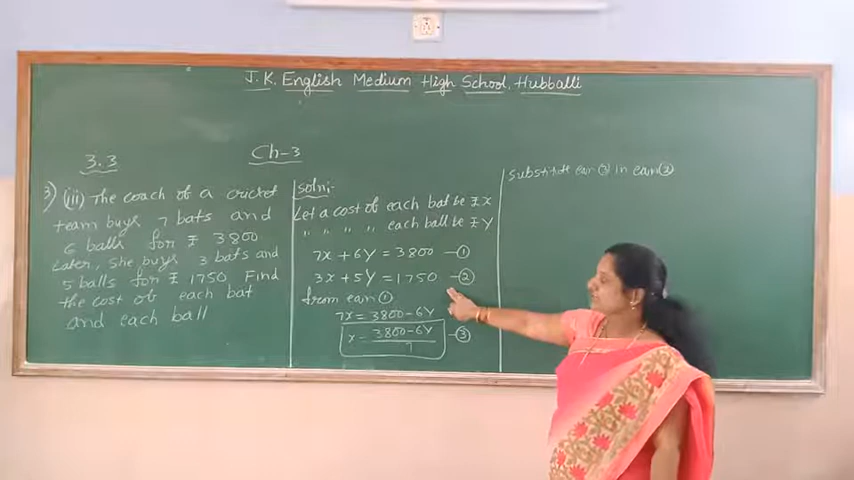 J.K. English Medium High School, Hubballi
3.3 Ch-3
3) (iii) The coach of a cricket
team buys 7 bats and
6 balls for ₹ 3800
Later, she buys 3 bats and
5 balls for ₹ 1750 Find
the cost of each bat
and each ball
soln:-
Let a cost of each bat be ₹ x
" " " " each ball be ₹ y
7x + 6y = 3800 —①
3x + 5y = 1750 —②
from eqn ①
7x = 3800-6y
x = 3800-6y / 7 —③
Substitute eqn ③ in eqn ②